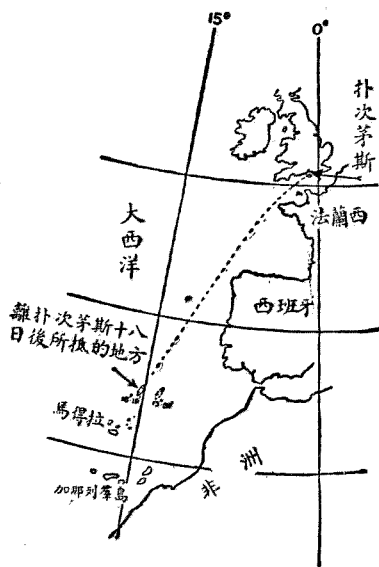 15°
0°
扑次茅斯
法蘭西
大西洋
西班牙
離扑次茅斯十八
日後所抵的地方
馬得拉
加那列羣島
非洲